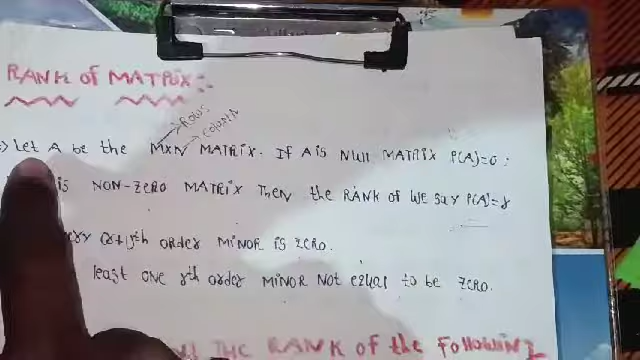 RANK of MATRIX:-
Rows
column
Let A be the MXN MATRIX. If A is Null MATRIX P(A)=0:
is NON-ZERO MATRIX Then the RANK of WE say P(A)=r
r+1th order MINOR is ZERO.
least ONE rth order MINOR Not equal to be ZERO.
THE RANK of the following